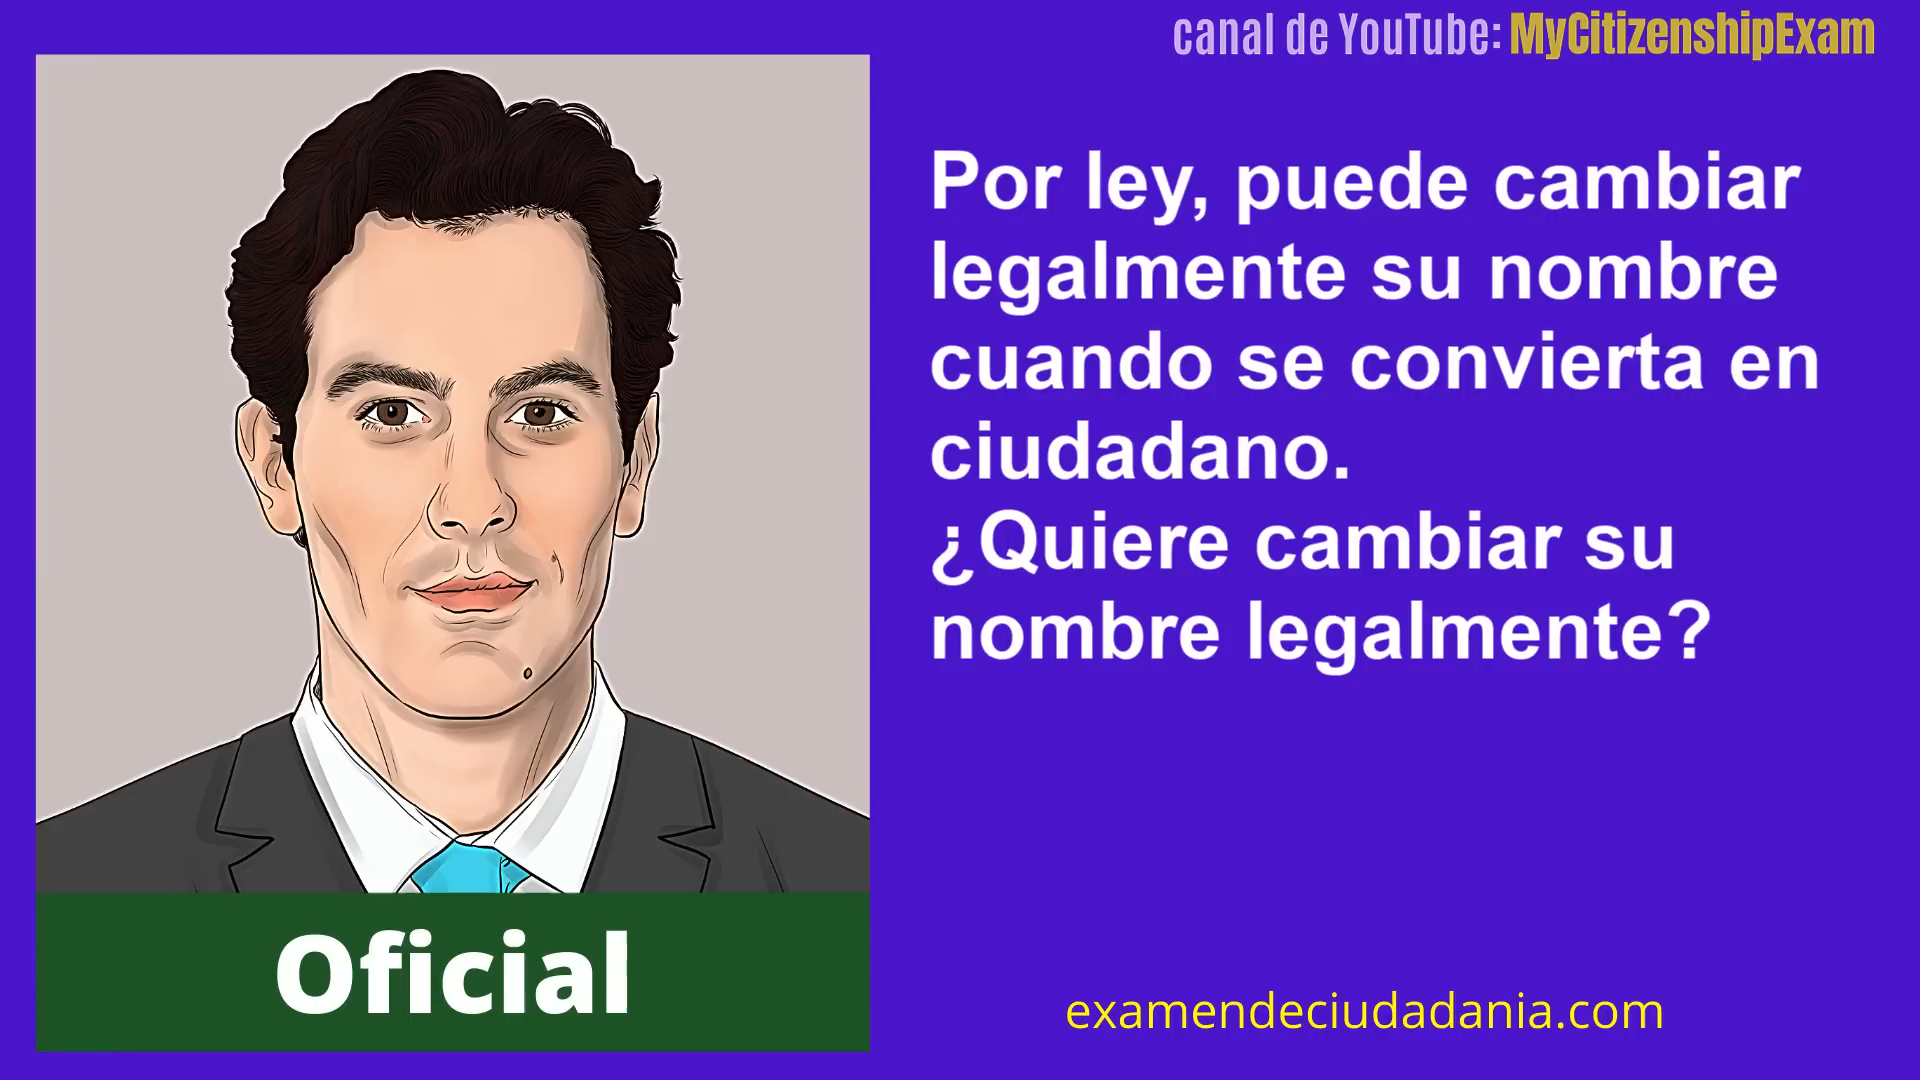 canal de YouTube: MyCitizenshipExam
Por ley, puede cambiar
legalmente su nombre
cuando se convierta en
ciudadano.
¿Quiere cambiar su
nombre legalmente?
Oficial
examendeciudadania.com